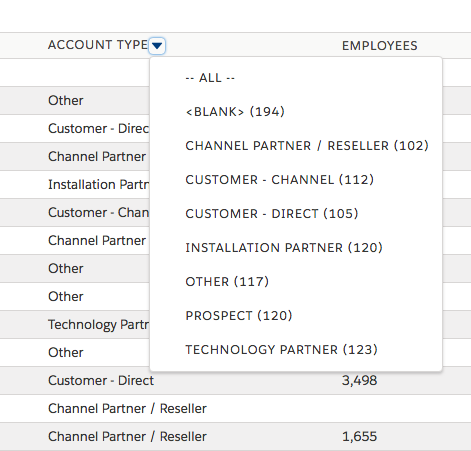 ACCOUNT TYPE EMPLOYEES
-- ALL --
Other
<BLANK> (194)
Customer - Direc
CHANNEL PARTNER / RESELLER (102)
Channel Partner
CUSTOMER - CHANNEL (112)
Installation Partn
CUSTOMER - DIRECT (105)
Customer - Chan
Channel Partner
INSTALLATION PARTNER (120)
Other
OTHER (117)
Other
PROSPECT (120)
Technology Partr
TECHNOLOGY PARTNER (123)
Other
Customer - Direct 3,498
Channel Partner / Reseller
Channel Partner / Reseller 1,655